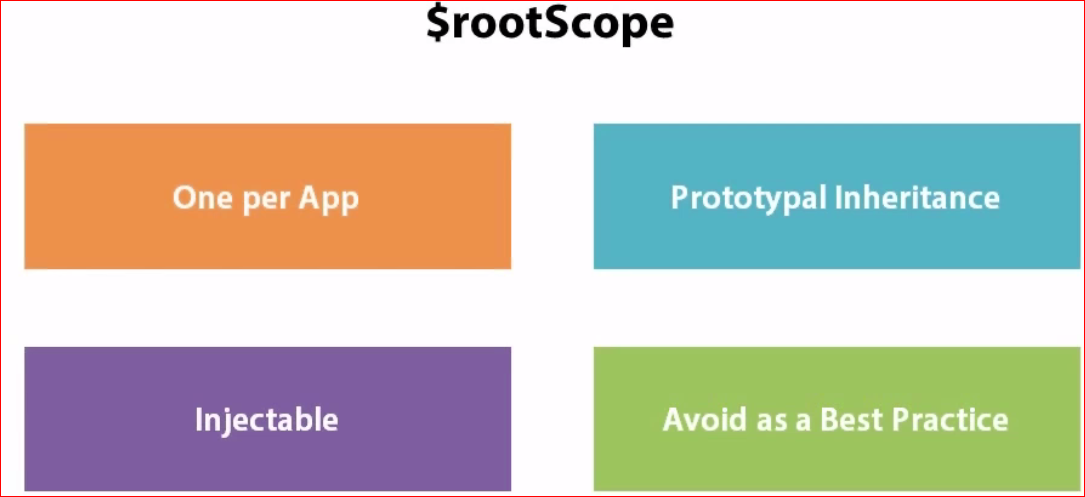 $rootScope
One per App
Prototypal Inheritance
Injectable
Avoid as a Best Practice